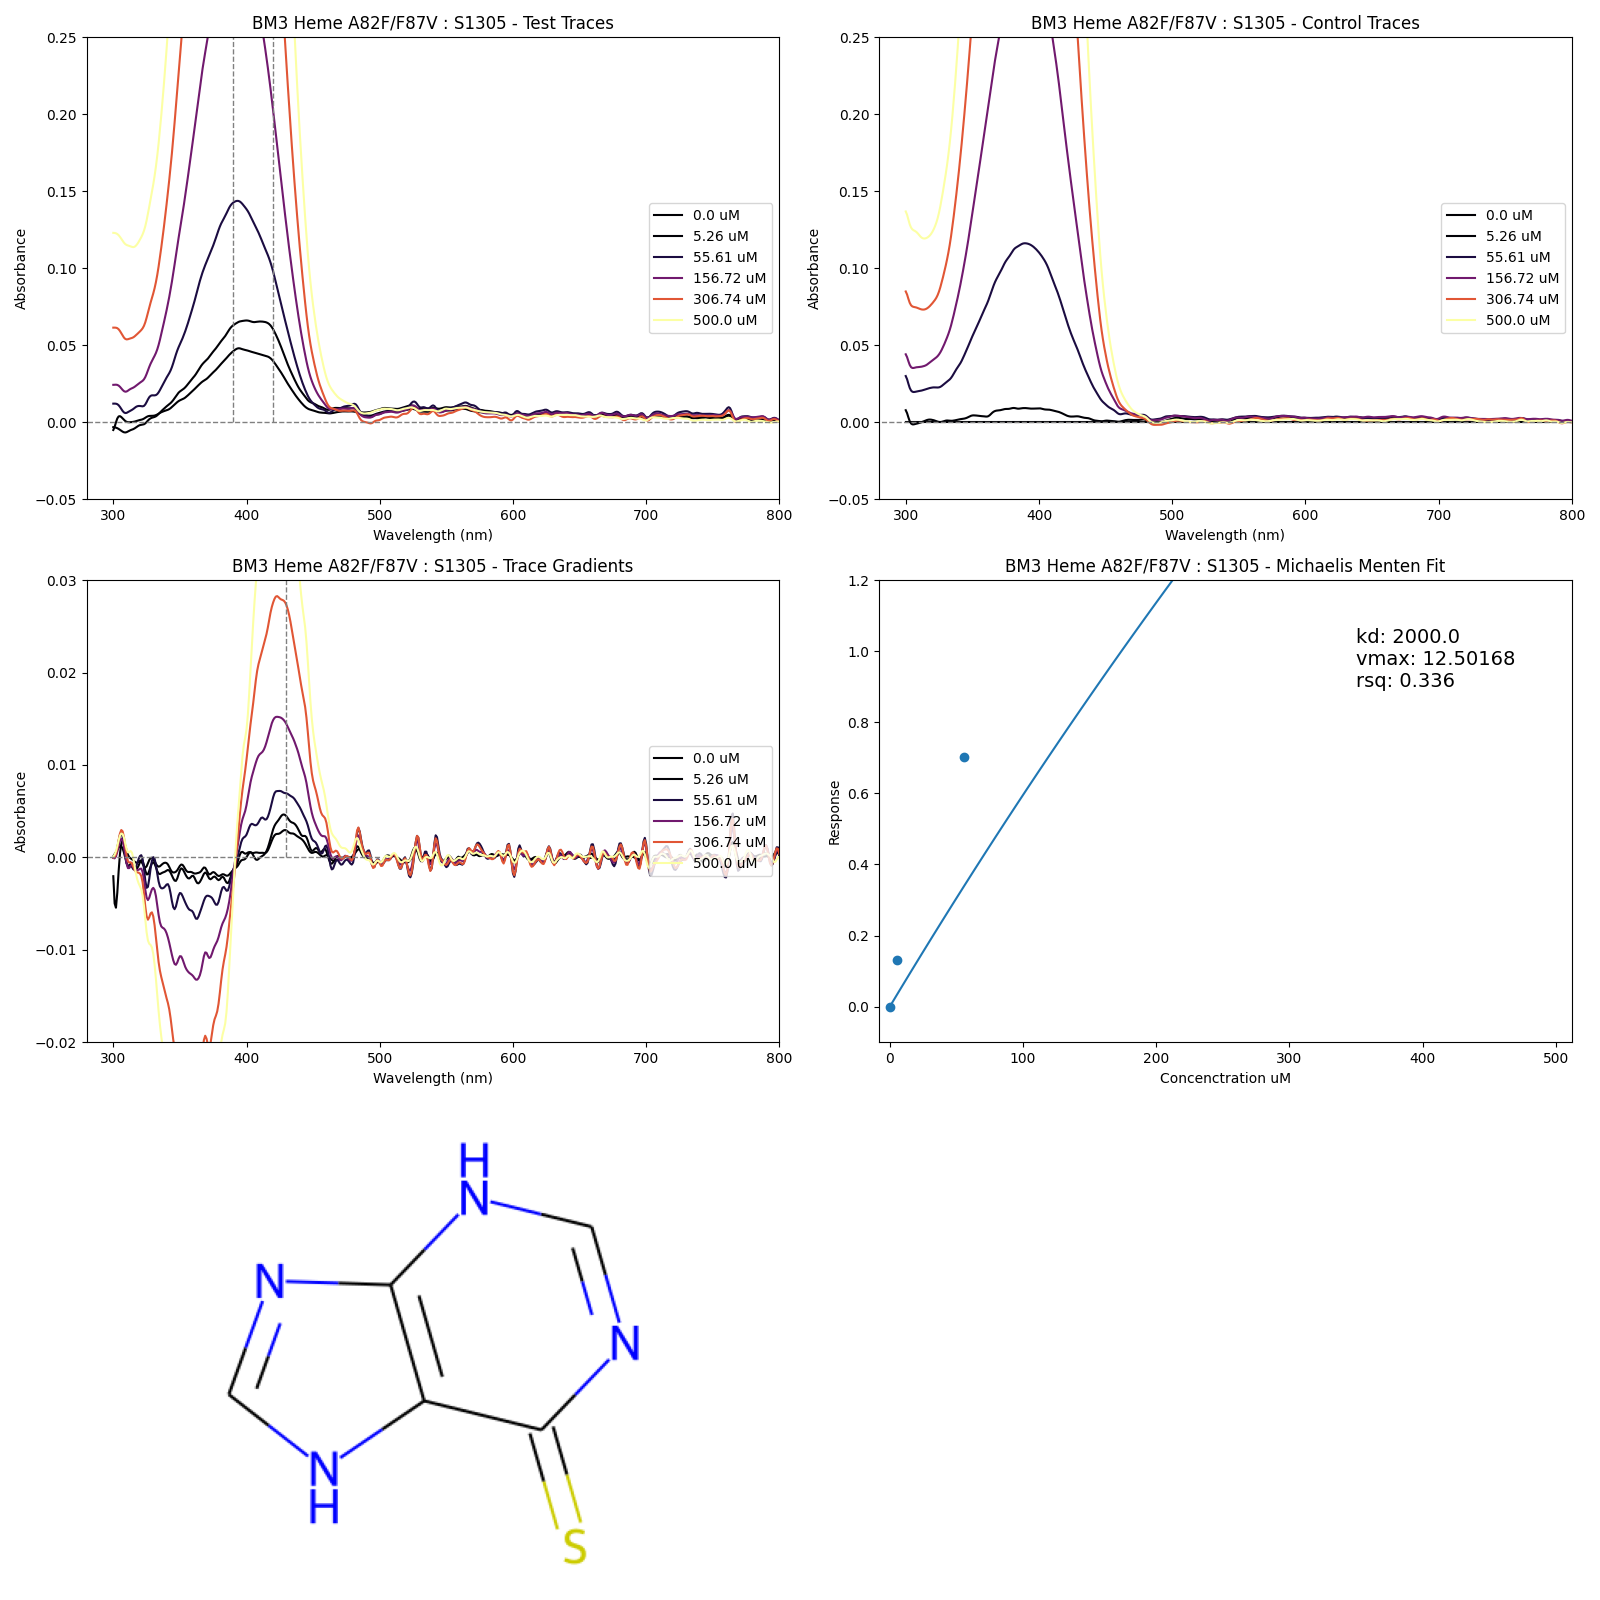 BM3 Heme A82F/F87V : S1305 - Test Traces
0.25
0.20
0.15
0.10
0.05
0.00
−0.05
Absorbance
300 400 500 600 700 800
Wavelength (nm)
0.0 uM
5.26 uM
55.61 uM
156.72 uM
306.74 uM
500.0 uM
BM3 Heme A82F/F87V : S1305 - Control Traces
0.25
0.20
0.15
0.10
0.05
0.00
−0.05
Absorbance
300 400 500 600 700 800
Wavelength (nm)
0.0 uM
5.26 uM
55.61 uM
156.72 uM
306.74 uM
500.0 uM
BM3 Heme A82F/F87V : S1305 - Trace Gradients
0.03
0.02
0.01
0.00
−0.01
−0.02
Absorbance
300 400 500 600 700 800
Wavelength (nm)
0.0 uM
5.26 uM
55.61 uM
156.72 uM
306.74 uM
500.0 uM
BM3 Heme A82F/F87V : S1305 - Michaelis Menten Fit
1.2
1.0
0.8
0.6
0.4
0.2
0.0
Response
0 100 200 300 400 500
Concenctration uM
kd: 2000.0
vmax: 12.50168
rsq: 0.336
H
N
N
N
N
H
S